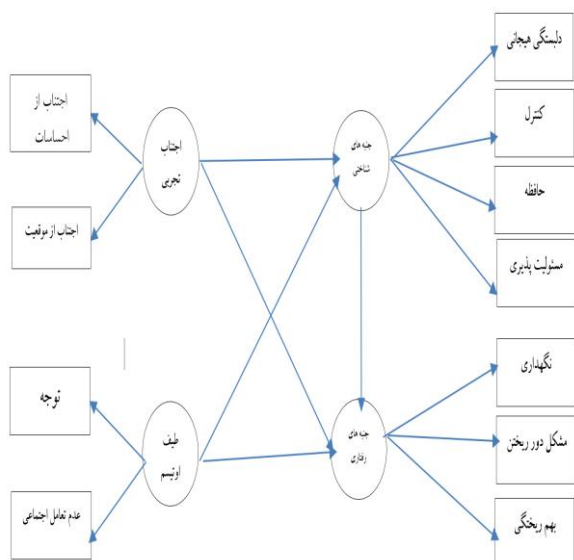 دلبستگی هیجانی
اجتناب از
احساسات
اجتناب
تجربی
جنبه های
شناختی
کنترل
حافظه
اجتناب از موقعیت
مسئولیت پذیری
توجه
طیف
اوتیسم
جنبه های
رفتاری
نگهداری
مشکل دور ریختن
عدم تعامل اجتماعی
بهم ریختگی